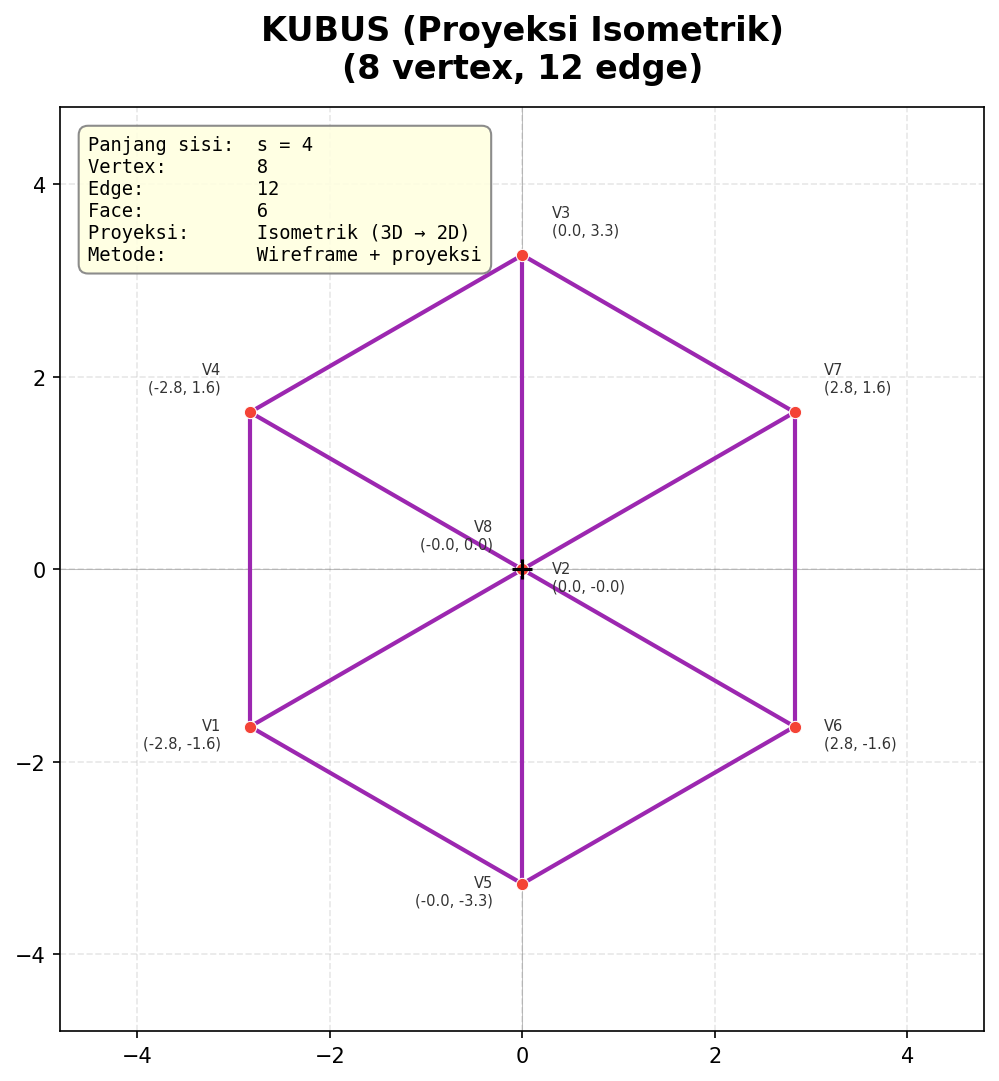 KUBUS (Proyeksi Isometrik)
(8 vertex, 12 edge)
Panjang sisi:  s = 4
Vertex:        8
Edge:          12
Face:          6
Proyeksi:      Isometrik (3D → 2D)
Metode:        Wireframe + proyeksi
V3
(0.0, 3.3)
V4
(-2.8, 1.6)
V7
(2.8, 1.6)
V8
(-0.0, 0.0)
V2
(0.0, -0.0)
V1
(-2.8, -1.6)
V6
(2.8, -1.6)
V5
(-0.0, -3.3)
4
2
0
−2
−4
−4
−2
0
2
4